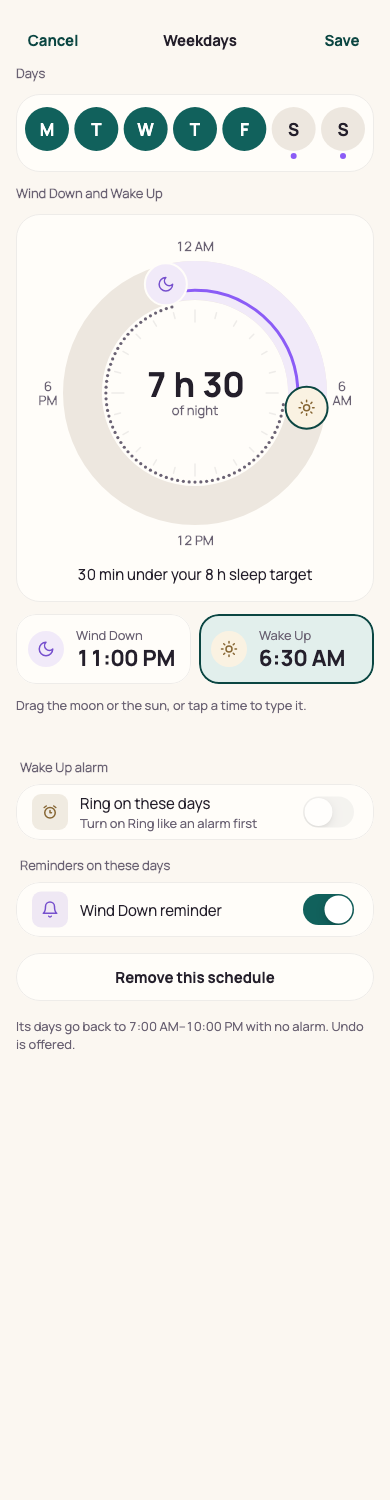 Cancel
Weekdays
Save
Days
M T W T F S S
Wind Down and Wake Up
12 AM
6 PM
6 AM
7 h 30
of night
12 PM
30 min under your 8 h sleep target
Wind Down
11:00 PM
Wake Up
6:30 AM
Drag the moon or the sun, or tap a time to type it.
Wake Up alarm
Ring on these days
Turn on Ring like an alarm first
Reminders on these days
Wind Down reminder
Remove this schedule
Its days go back to 7:00 AM–10:00 PM with no alarm. Undo
is offered.